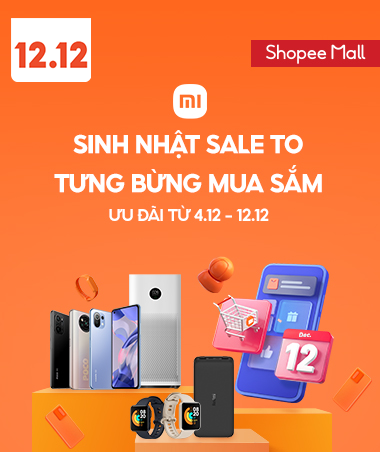 12.12
Shopee Mall
mi
SINH NHẬT SALE TO
TƯNG BỪNG MUA SẮM
ƯU ĐÃI TỪ 4.12 - 12.12
POCO
Dec.
12